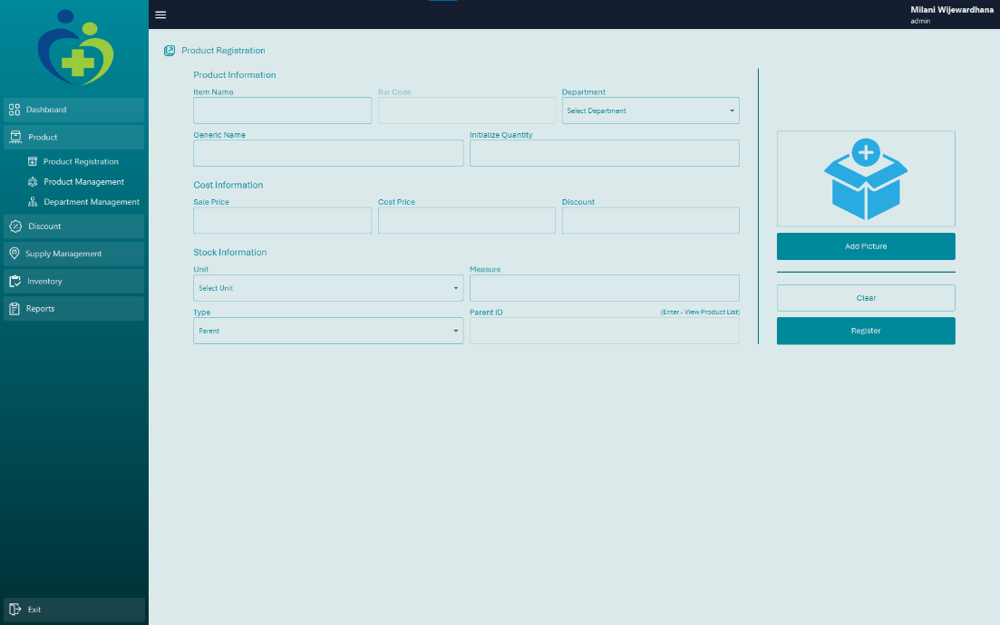 Milani Wijewardhana
admin
Dashboard
Product
Product Registration
Product Management
Department Management
Discount
Supply Management
Inventory
Reports
Exit
Product Registration
Product Information
Item Name
Bar Code
Department
Select Department
Generic Name
Initialize Quantity
Cost Information
Sale Price
Cost Price
Discount
Stock Information
Unit
Measure
Select Unit
Type
Parent ID
(Enter - View Product List)
Parent
Add Picture
Clear
Register